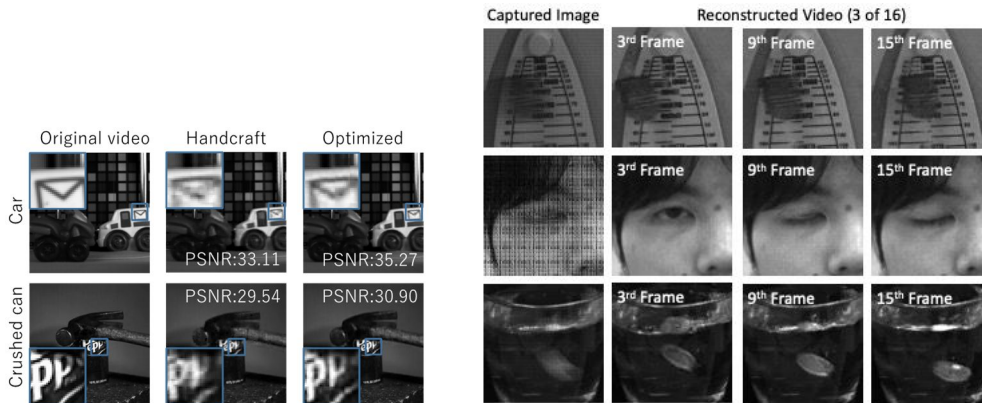 Original video
Handcraft
Optimized
Car
PSNR:33.11
PSNR:35.27
Crushed can
PSNR:29.54
PSNR:30.90
Captured Image
Reconstructed Video (3 of 16)
3rd Frame
9th Frame
15th Frame
3rd Frame
9th Frame
15th Frame
3rd Frame
9th Frame
15th Frame